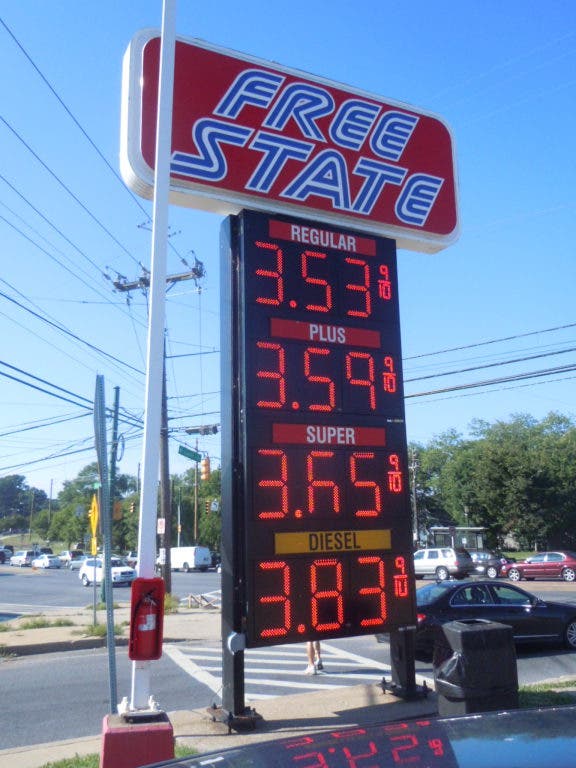 FREE
STATE
REGULAR
3.53 9/10
PLUS
3.59 9/10
SUPER
3.65 9/10
DIESEL
3.83 9/10